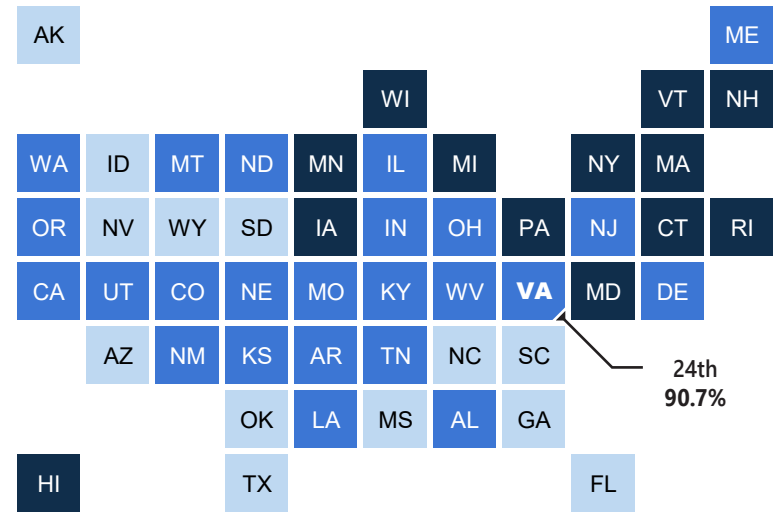 AK ME
WI VT NH
WA ID MT ND MN IL MI NY MA
OR NV WY SD IA IN OH PA NJ CT RI
CA UT CO NE MO KY WV VA MD DE
AZ NM KS AR TN NC SC 24th
90.7%
OK LA MS AL GA
HI TX FL